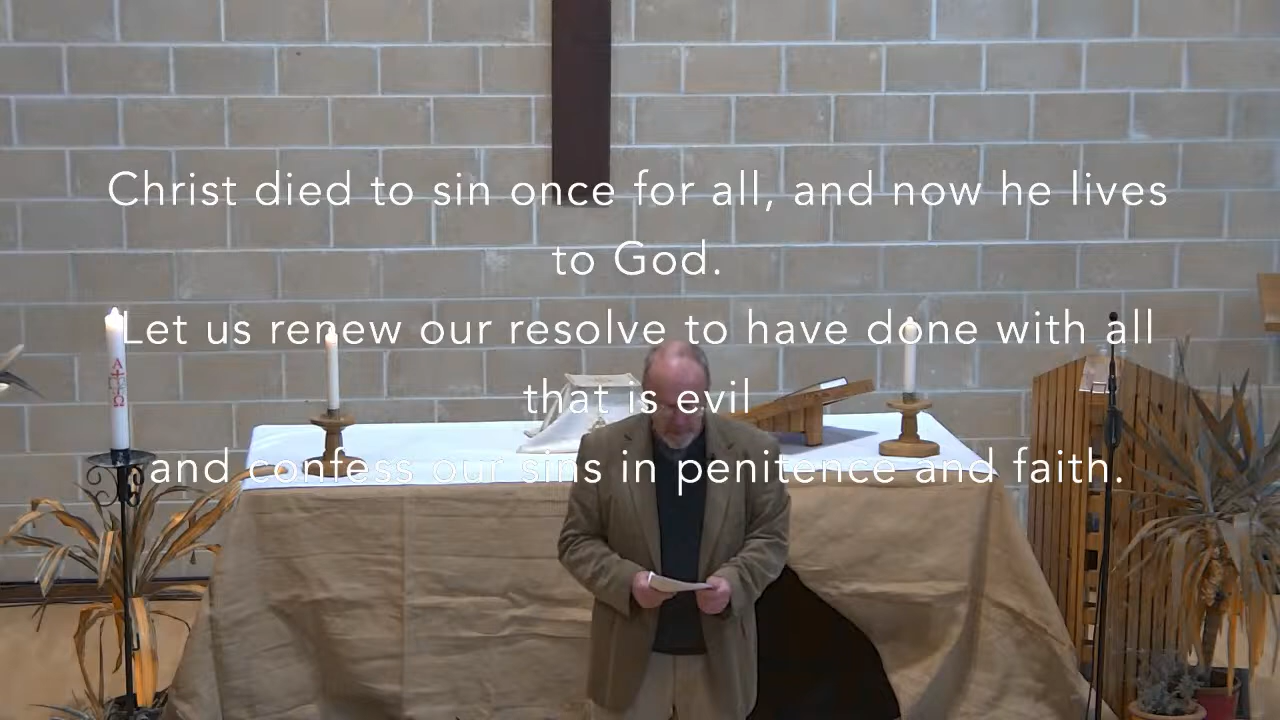 Christ died to sin once for all, and now he lives
to God.
Let us renew our resolve to have done with all
that is evil
and confess our sins in penitence and faith.
Α
Ω